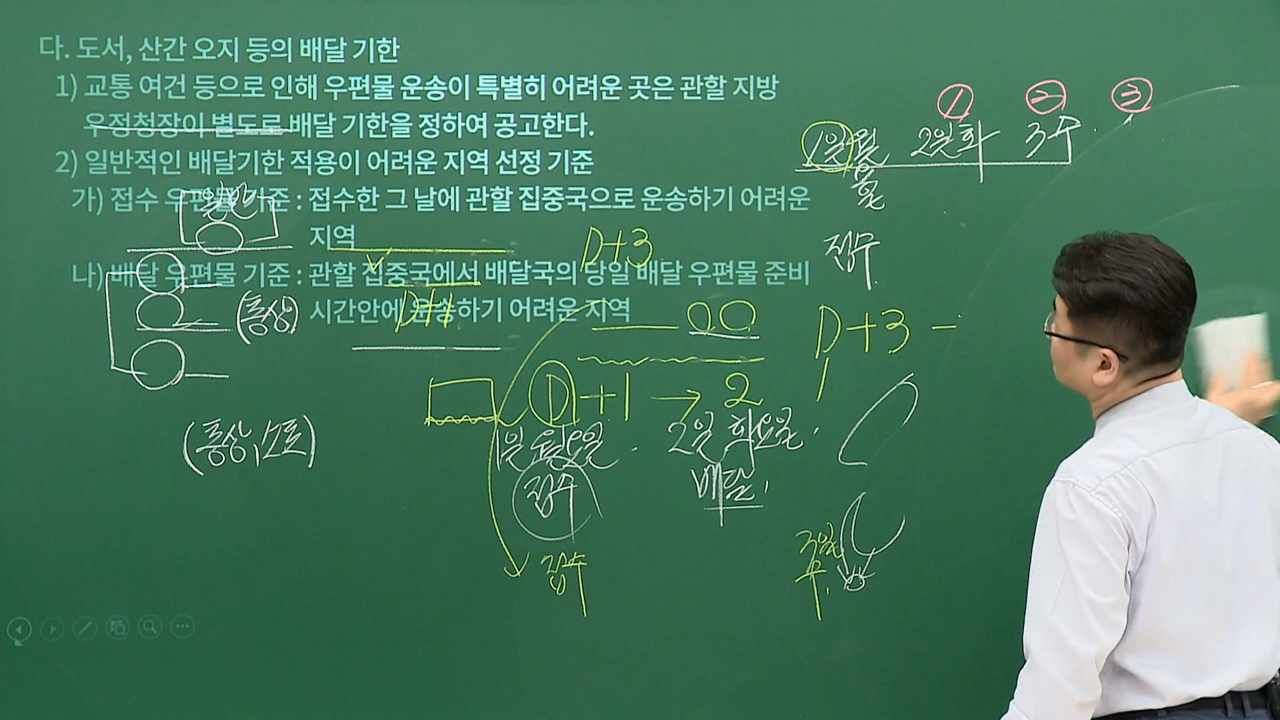 다. 도서, 산간 오지 등의 배달 기한
1) 교통 여건 등으로 인해 우편물 운송이 특별히 어려운 곳은 관할 지방
우정청장이 별도로 배달 기한을 정하여 공고한다.
2) 일반적인 배달기한 적용이 어려운 지역 선정 기준
가) 접수 우편물 기준 : 접수한 그 날에 관할 집중국으로 운송하기 어려운
지역
나) 배달 우편물 기준 : 관할 집중국에서 배달국의 당일 배달 우편물 준비
시간안에 운송하기 어려운 지역
① ② ③
1일월 2일화 3수
접수
일반
D+3
(통상)
D+1
D+3
D+1 → 2
1일 월요일. 2일 화요일.
접수 배달.
(통상, 소포)
접수